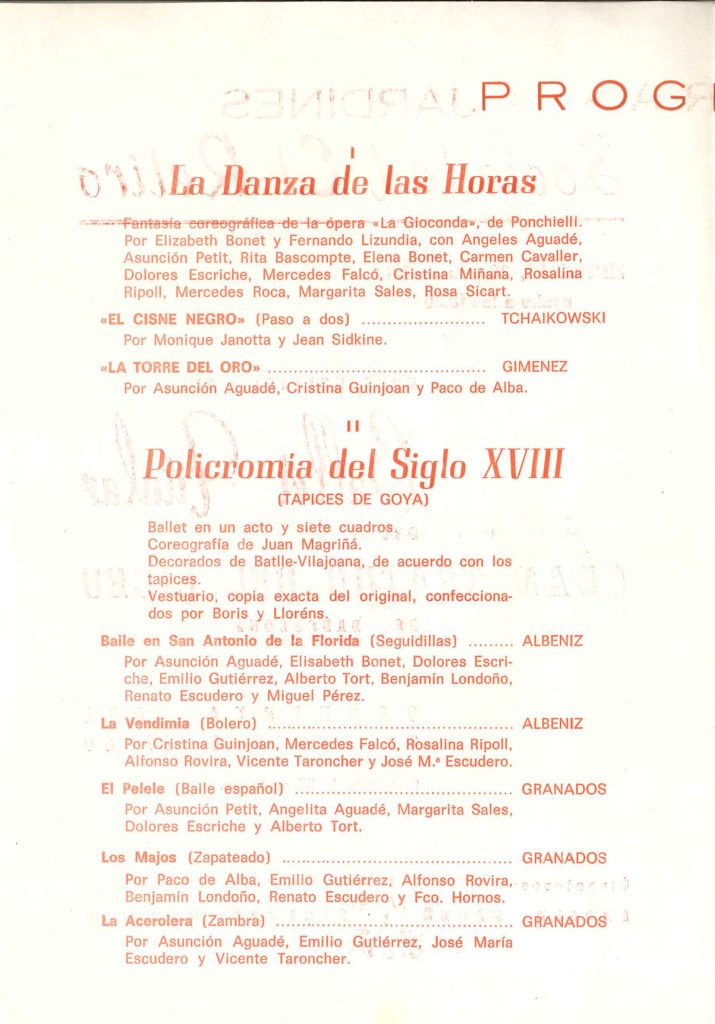 PROG
I
La Danza de las Horas
Fantasía coreográfica de la ópera «La Gioconda», de Ponchielli.
Por Elizabeth Bonet y Fernando Lizundia, con Angeles Aguadé,
Asunción Petit, Rita Bascompte, Elena Bonet, Carmen Cavaller,
Dolores Escriche, Mercedes Falcó, Cristina Miñana, Rosalina
Ripoll, Mercedes Roca, Margarita Sales, Rosa Sicart.
«EL CISNE NEGRO» (Paso a dos) ........................ TCHAIKOWSKI
Por Monique Janotta y Jean Sidkine.
«LA TORRE DEL ORO» .......................................... GIMENEZ
Por Asunción Aguadé, Cristina Guinjoan y Paco de Alba.
II
Policromía del Siglo XVIII
(TAPICES DE GOYA)
Ballet en un acto y siete cuadros.
Coreografía de Juan Magriñá.
Decorados de Batlle-Vilajoana, de acuerdo con los
tapices.
Vestuario, copia exacta del original, confecciona-
dos por Boris y Lloréns.
Baile en San Antonio de la Florida (Seguidillas) ......... ALBENIZ
Por Asunción Aguadé, Elisabeth Bonet, Dolores Escri-
che, Emilio Gutiérrez, Alberto Tort, Benjamín Londoño,
Renato Escudero y Miguel Pérez.
La Vendimia (Bolero) ............................................... ALBENIZ
Por Cristina Guinjoan, Mercedes Falcó, Rosalina Ripoll,
Alfonso Rovira, Vicente Taroncher y José M.ª Escudero.
El Pelele (Baile español) .......................................... GRANADOS
Por Asunción Petit, Angelita Aguadé, Margarita Sales,
Dolores Escriche y Alberto Tort.
Los Majos (Zapateado) ............................................ GRANADOS
Por Paco de Alba, Emilio Gutiérrez, Alfonso Rovira,
Benjamín Londoño, Renato Escudero y Fco. Hornos.
La Acerolera (Zambra) .............................................. GRANADOS
Por Asunción Aguadé, Emilio Gutiérrez, José María
Escudero y Vicente Taroncher.